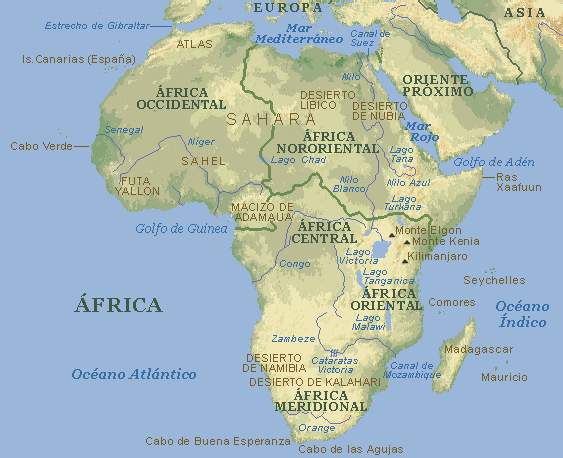 EUROPA
ASIA
Estrecho de Gibraltar
Mar
Mediterráneo
Canal de
Suez
ATLAS
Is.Canarias (España)
Nilo
ORIENTE
PRÓXIMO
ÁFRICA
OCCIDENTAL
DESIERTO
LIBICO
DESIERTO
DE NUBIA
SAHARA
Mar
Rojo
Senegal
Níger
ÁFRICA
NORORIENTAL
Cabo Verde
SAHEL
Lago Chad
Lago
Tana
Golfo de Adén
FUTA
YALLON
Nilo
Blanco
Nilo Azul
Ras
Xaafuun
Lago
Turkana
MACIZO DE
ADAMAUA
Golfo de Guinea
ÁFRICA
CENTRAL
Monte Elgon
Monte Kenia
Lago
Victoria
Kilimanjaro
Congo
Lago
Tanganica
Seychelles
ÁFRICA
ÁFRICA
ORIENTAL
Comores
Océano
Índico
Lago
Malawi
Zambeze
Madagascar
Océano Atlántico
DESIERTO
DE NAMIBIA
Cataratas
Victoria
Canal de
Mozambique
Mauricio
DESIERTO DE KALAHARI
ÁFRICA
MERIDIONAL
Orange
Cabo de Buena Esperanza
Cabo de las Agujas